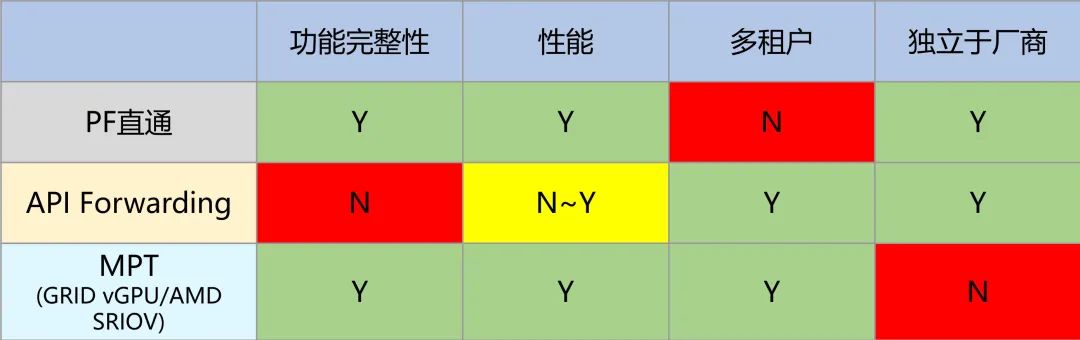 功能完整性 性能 多租户 独立于厂商
PF直通 Y Y N Y
API Forwarding N N~Y Y Y
MPT
(GRID vGPU/AMD
SRIOV) Y Y Y N